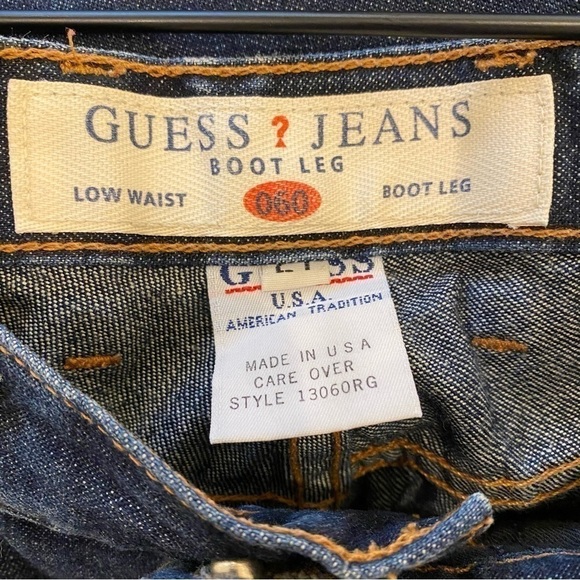 GUESS ? JEANS
BOOT LEG
LOW WAIST 060 BOOT LEG
U.S.A.
AMERICAN TRADITION
MADE IN U S A
CARE OVER
STYLE 13060RG